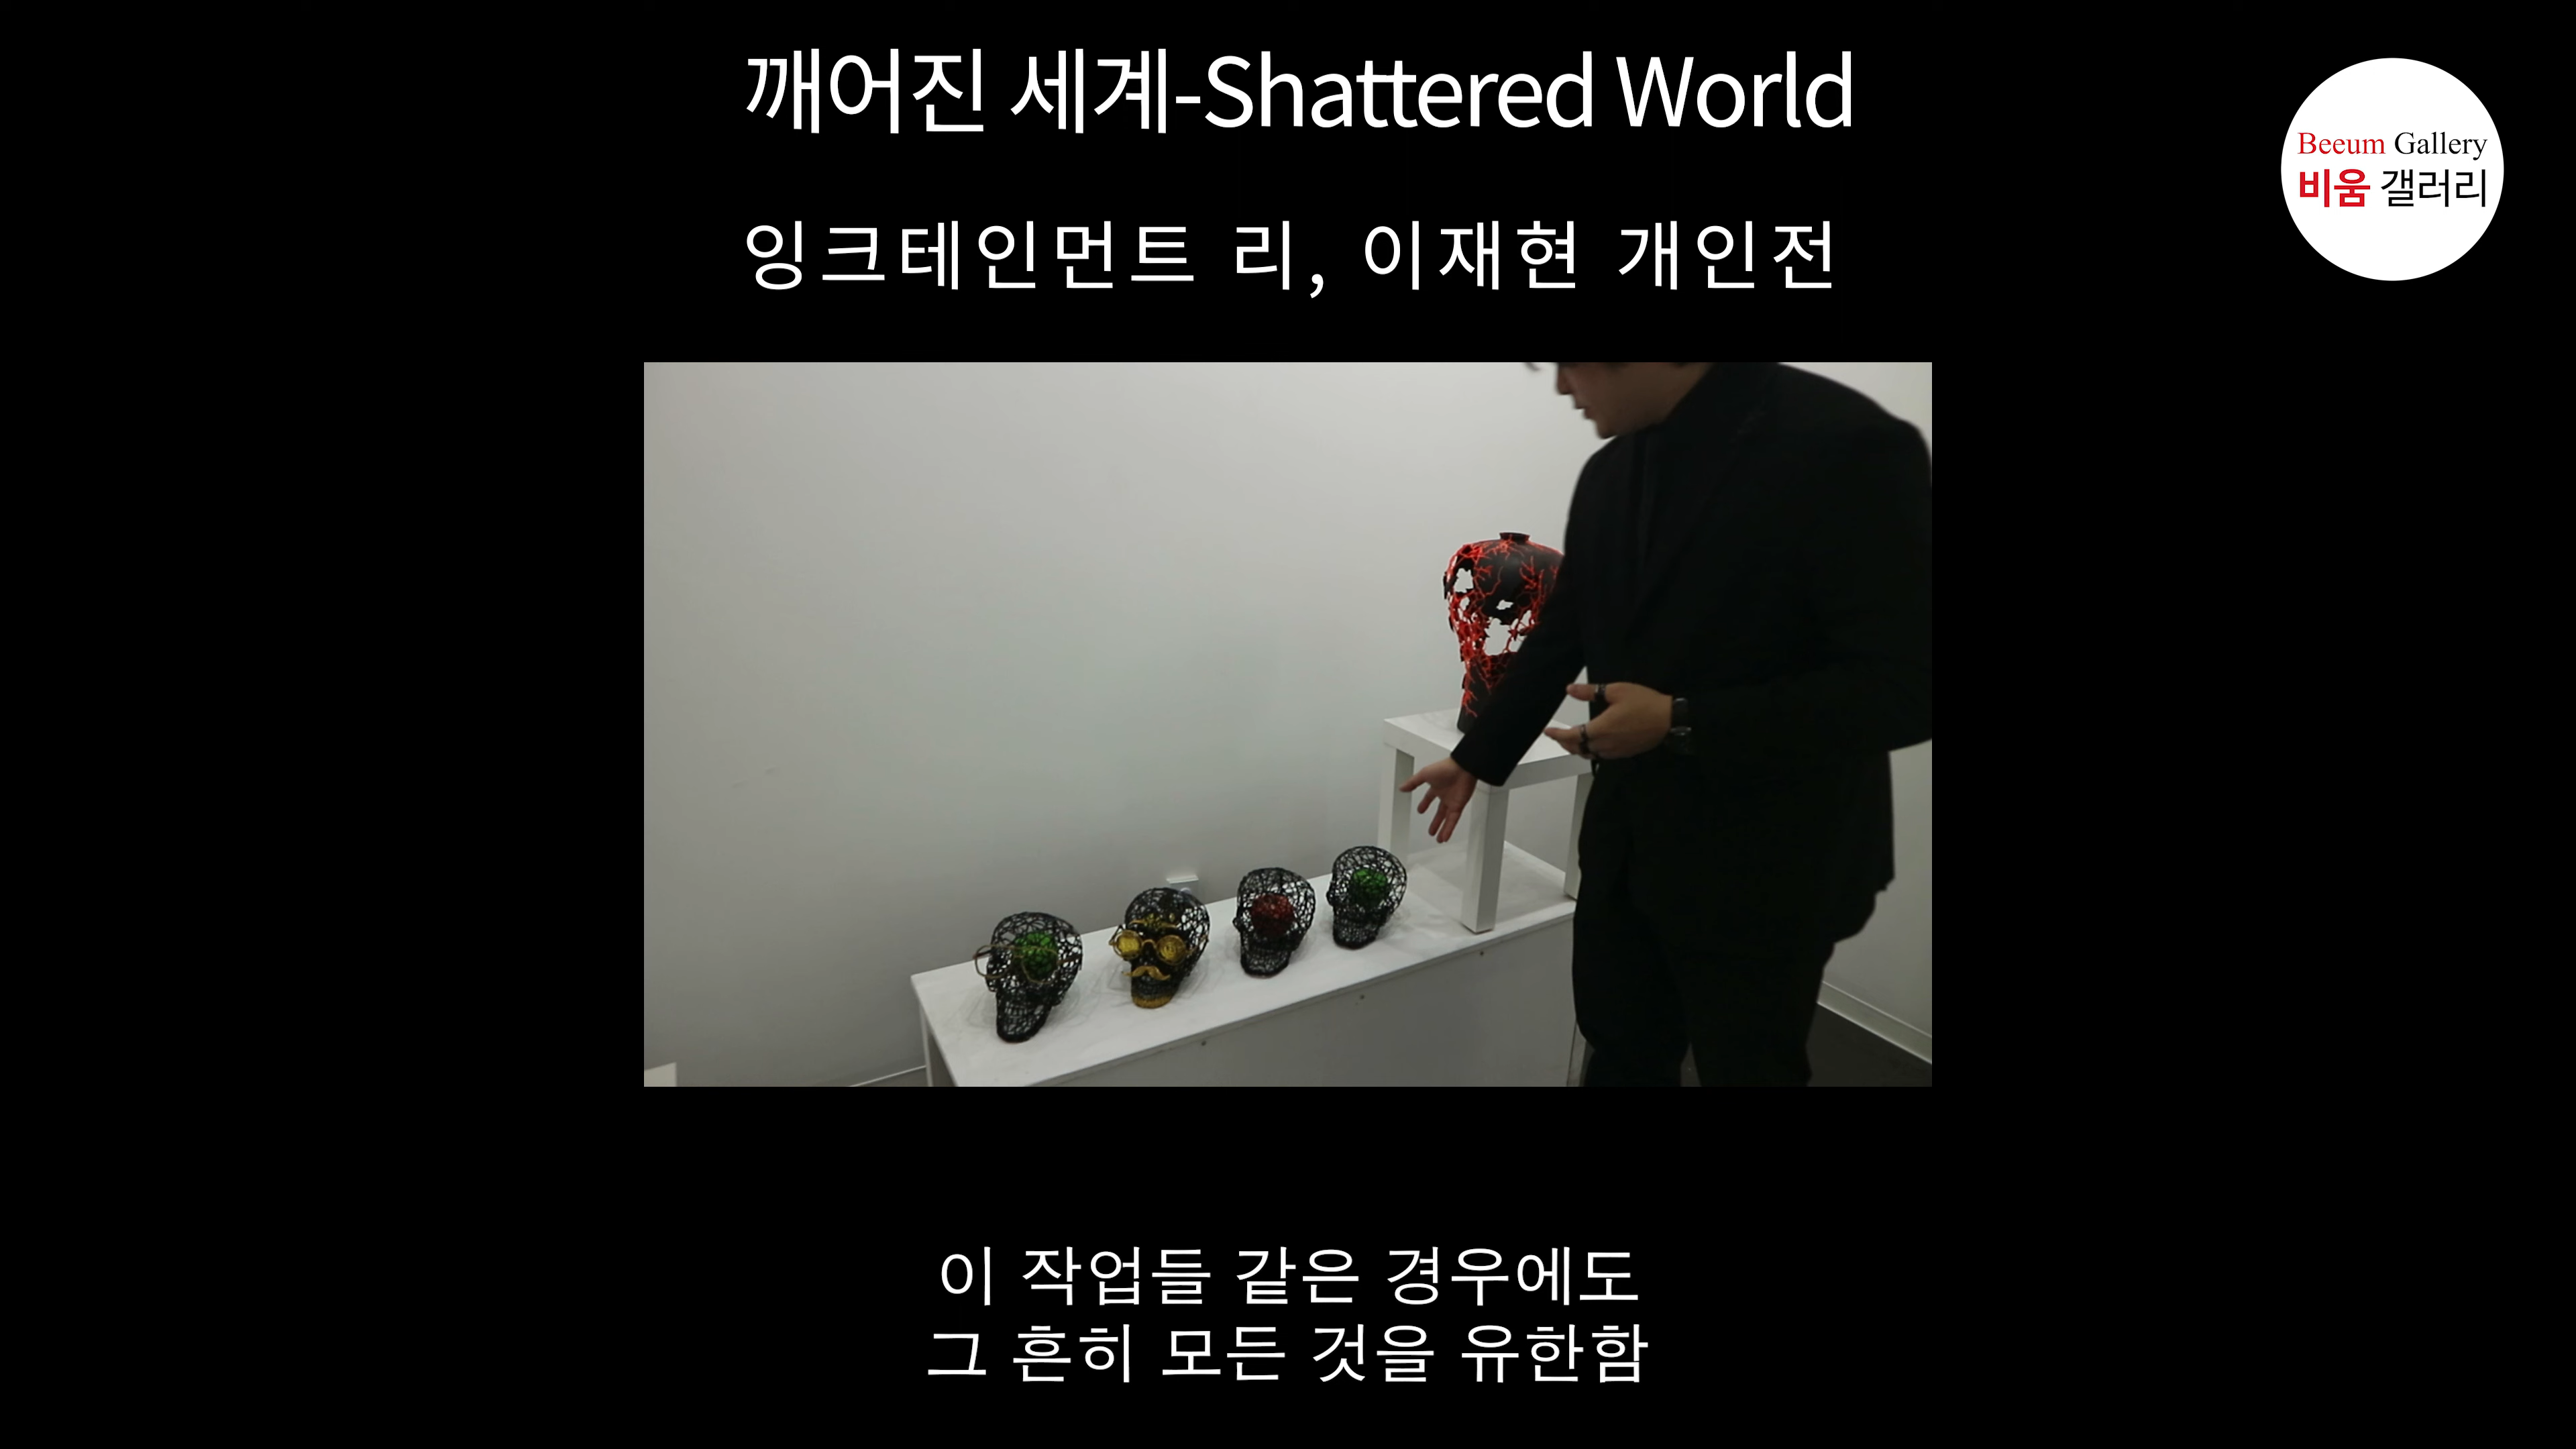 깨어진 세계-Shattered World
잉크테인먼트 리, 이재현 개인전
Beeum Gallery
비움 갤러리
이 작업들 같은 경우에도
그 흔히 모든 것을 유한함